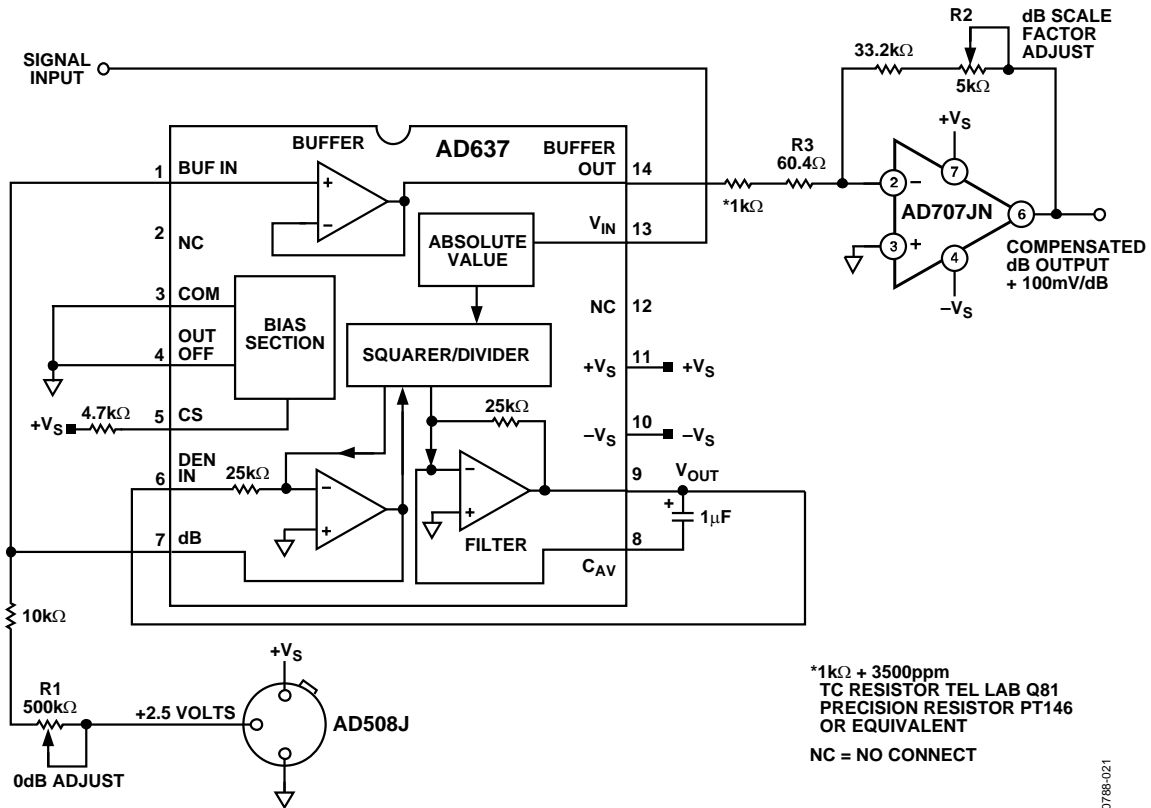 SIGNAL
INPUT
BUFFER
AD637
BUFFER
OUT
1
BUF IN
14
2
NC
ABSOLUTE
VALUE
VIN
13
3
COM
BIAS
SECTION
NC
12
OUT
OFF
4
SQUARER/DIVIDER
+VS
11
+VS
+VS
4.7kΩ
5
CS
25kΩ
−VS
10
−VS
DEN
IN
6
25kΩ
9
VOUT
+
1µF
7
dB
FILTER
8
CAV
+
−
−
+
−
+
10kΩ
R1
500kΩ
0dB ADJUST
+2.5 VOLTS
+VS
AD508J
R2
dB SCALE
FACTOR
ADJUST
33.2kΩ
5kΩ
+VS
R3
60.4Ω
*1kΩ
7
2
−
AD707JN
6
3
+
4
−VS
COMPENSATED
dB OUTPUT
+ 100mV/dB
*1kΩ + 3500ppm
TC RESISTOR TEL LAB Q81
PRECISION RESISTOR PT146
OR EQUIVALENT
NC = NO CONNECT
0788-021